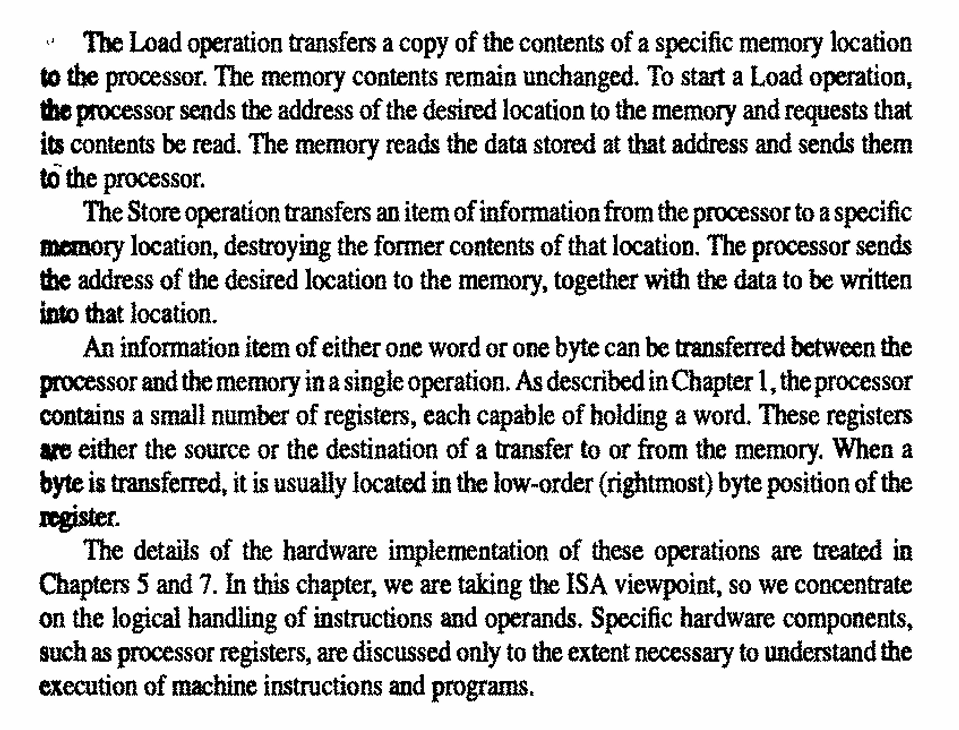 The Load operation transfers a copy of the contents of a specific memory location
to the processor. The memory contents remain unchanged. To start a Load operation,
the processor sends the address of the desired location to the memory and requests that
its contents be read. The memory reads the data stored at that address and sends them
to the processor.
The Store operation transfers an item of information from the processor to a specific
memory location, destroying the former contents of that location. The processor sends
the address of the desired location to the memory, together with the data to be written
into that location.
An information item of either one word or one byte can be transferred between the
processor and the memory in a single operation. As described in Chapter 1, the processor
contains a small number of registers, each capable of holding a word. These registers
are either the source or the destination of a transfer to or from the memory. When a
byte is transferred, it is usually located in the low-order (rightmost) byte position of the
register.
The details of the hardware implementation of these operations are treated in
Chapters 5 and 7. In this chapter, we are taking the ISA viewpoint, so we concentrate
on the logical handling of instructions and operands. Specific hardware components,
such as processor registers, are discussed only to the extent necessary to understand the
execution of machine instructions and programs.